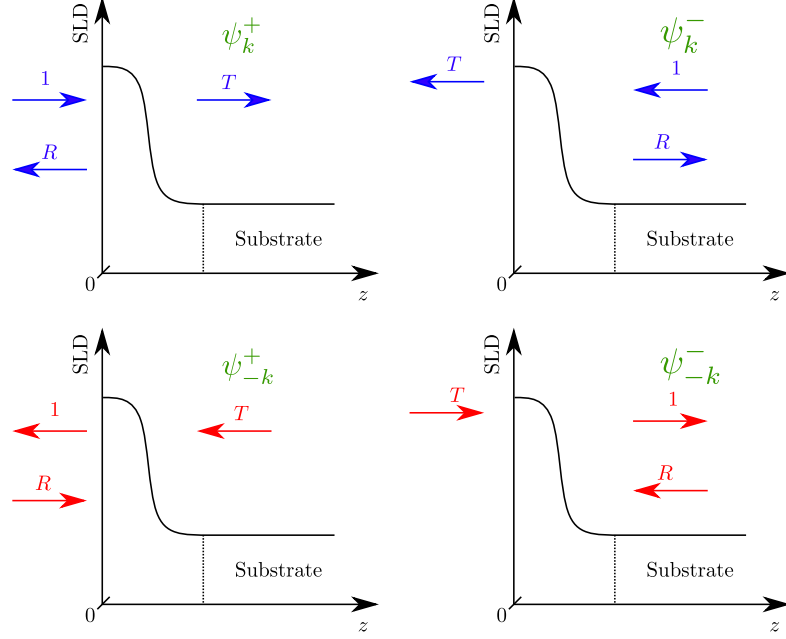 SLD
ψ_k^+
1
T
R
Substrate
0
z
SLD
ψ_k^-
T
1
R
Substrate
0
z
SLD
ψ_{-k}^+
1
T
R
Substrate
0
z
SLD
ψ_{-k}^-
T
1
R
Substrate
0
z